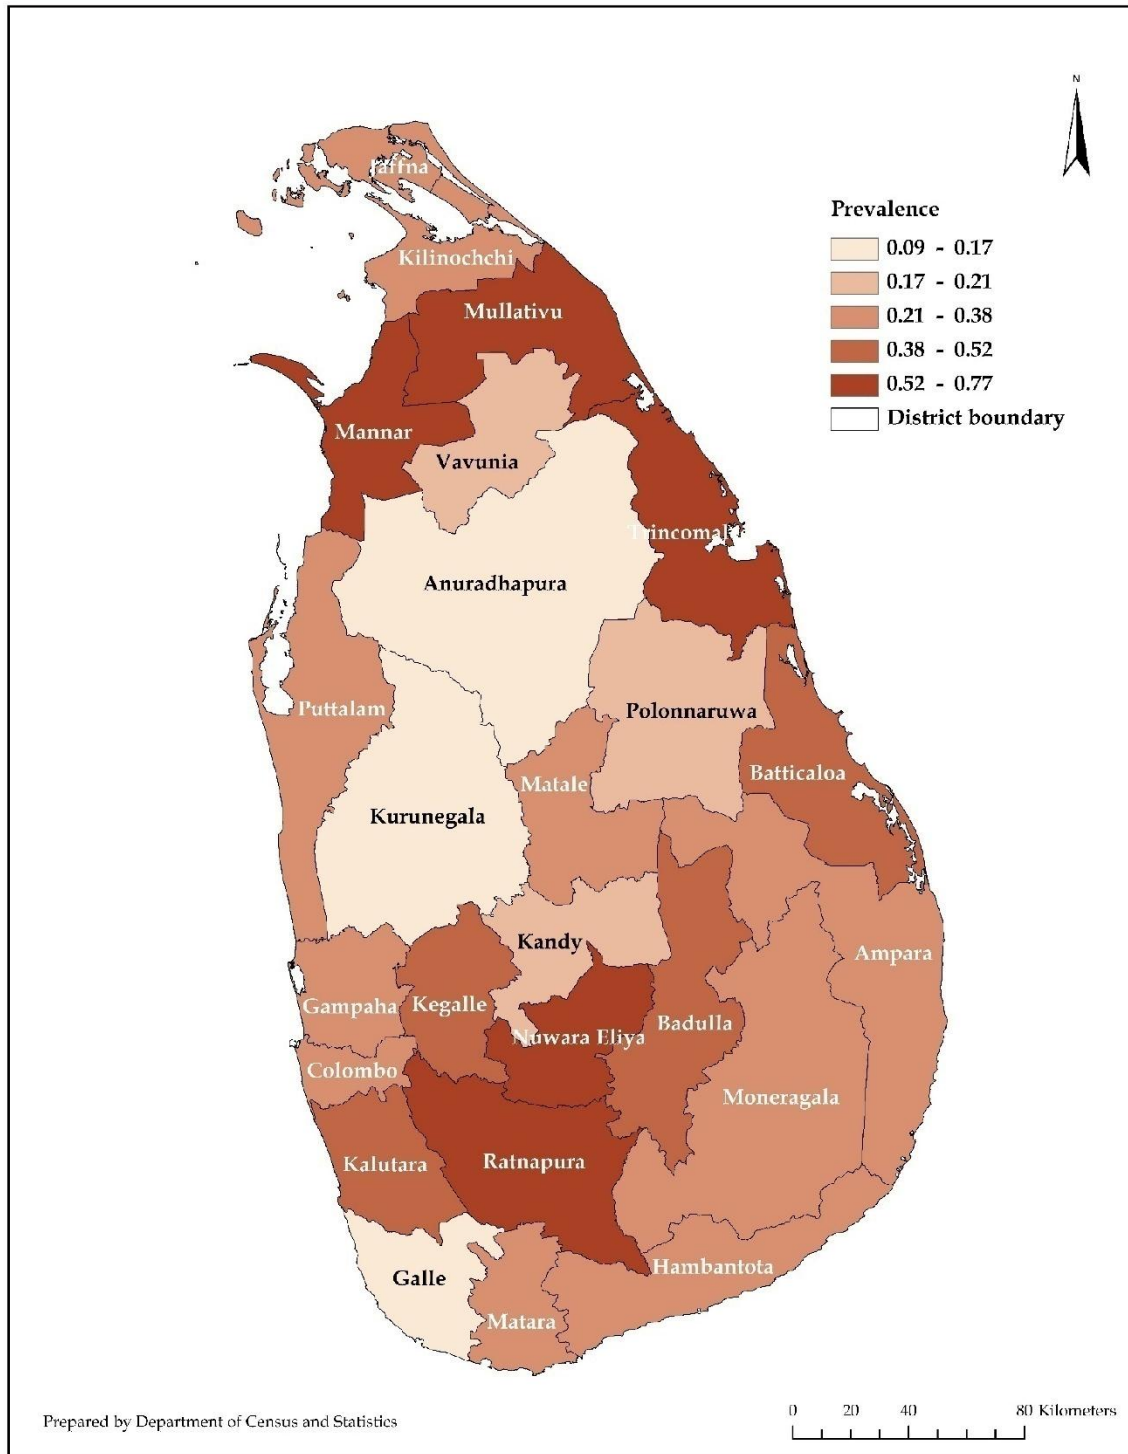 N
Jaffna
Prevalence
0.09 - 0.17
Kilinochchi
0.17 - 0.21
Mullativu
0.21 - 0.38
0.38 - 0.52
0.52 - 0.77
District boundary
Mannar
Vavunia
Anuradhapura
Puttalam
Polonnaruwa
Batticaloa
Matale
Kurunegala
Kandy
Ampara
Gampaha
Kegalle
Badulla
Nuwara Eliya
Colombo
Moneragala
Kalutara
Ratnapura
Hambantota
Galle
Matara
Prepared by Department of Census and Statistics
0 20 40 80 Kilometers